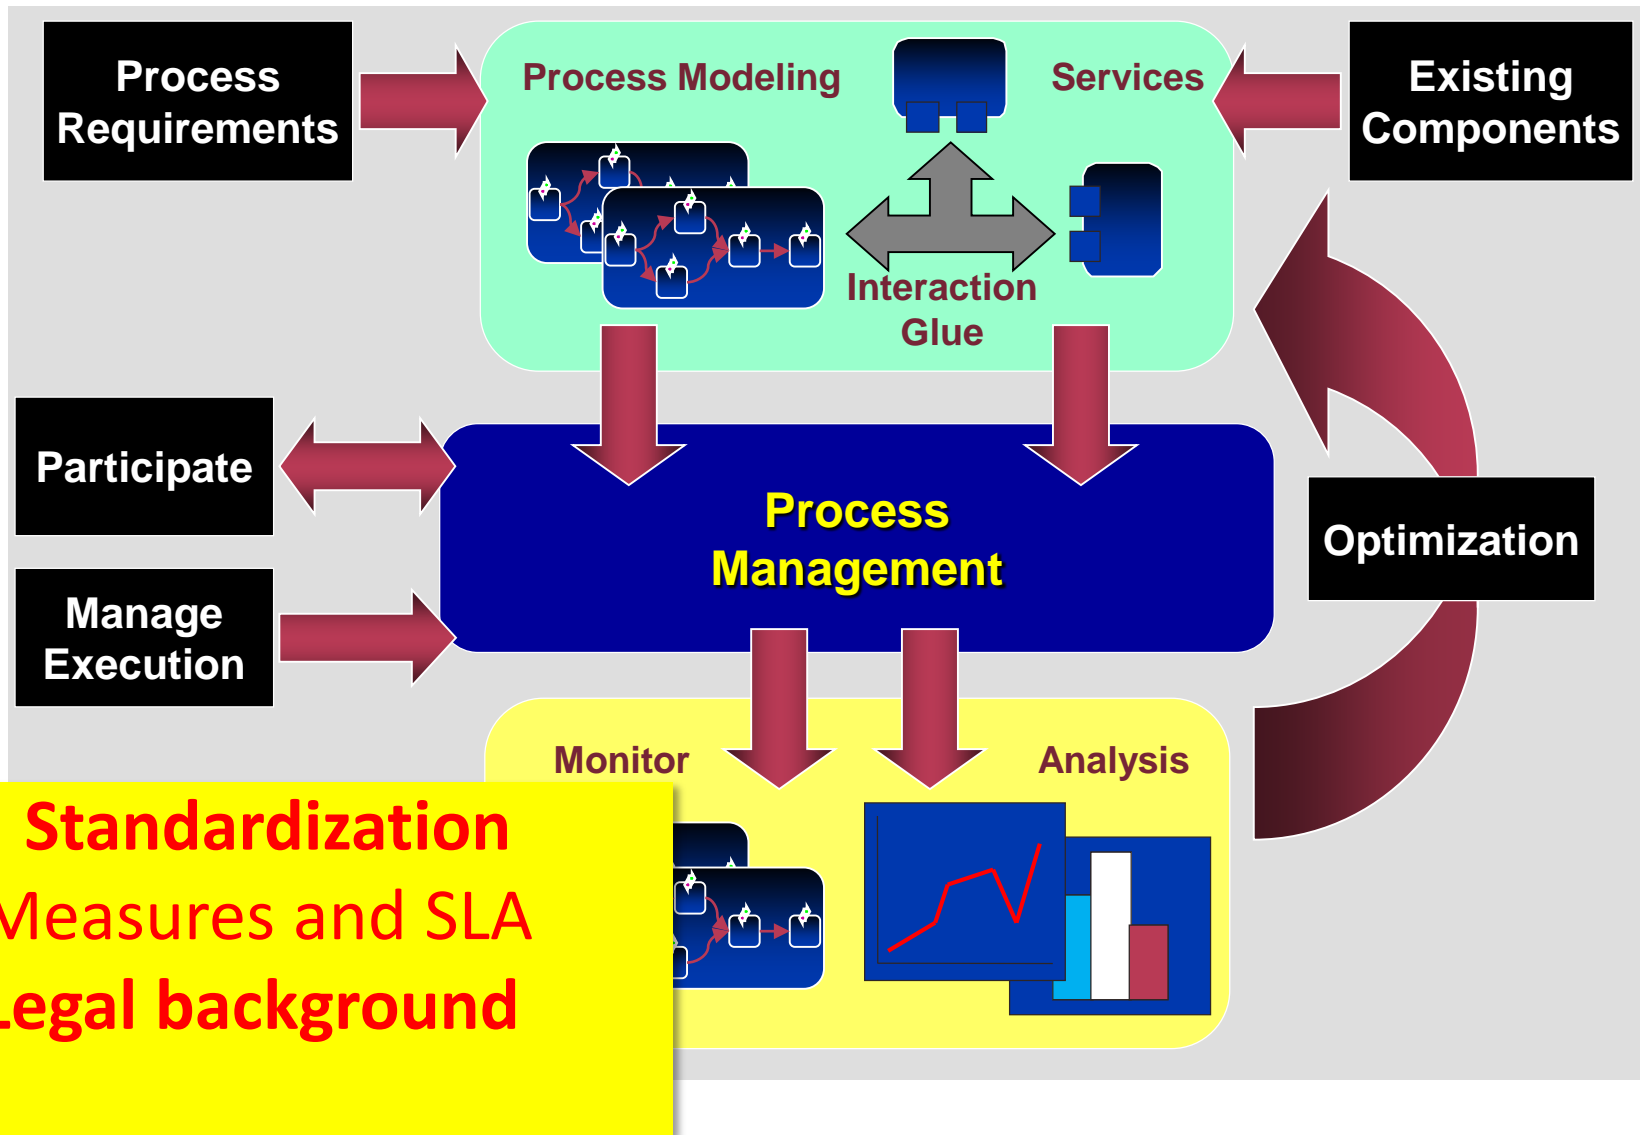 Process
Requirements
Process Modeling
Services
Existing
Components
Interaction
Glue
Participate
Process
Management
Optimization
Manage
Execution
Monitor
Analysis
Standardization
Measures and SLA
Legal background